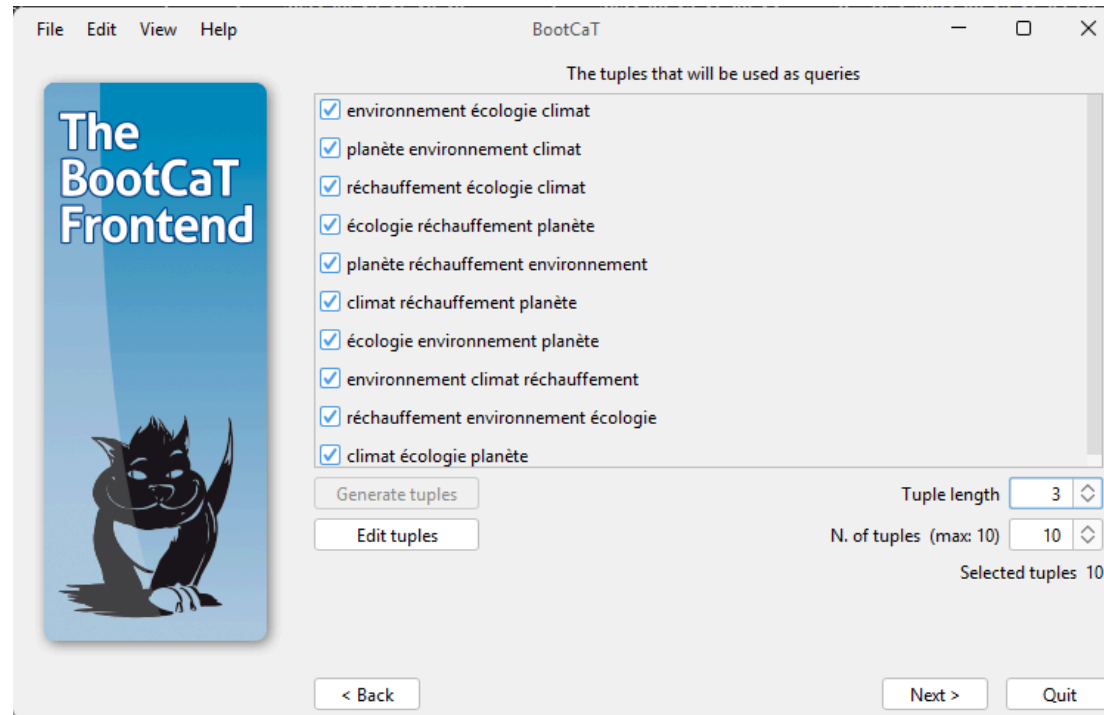 File Edit View Help BootCaT
The tuples that will be used as queries
The
BootCaT
Frontend
environnement écologie climat
planète environnement climat
réchauffement écologie climat
écologie réchauffement planète
planète réchauffement environnement
climat réchauffement planète
écologie environnement planète
environnement climat réchauffement
réchauffement environnement écologie
climat écologie planète
Generate tuples Tuple length 3
Edit tuples N. of tuples (max: 10) 10
Selected tuples 10
< Back Next > Quit